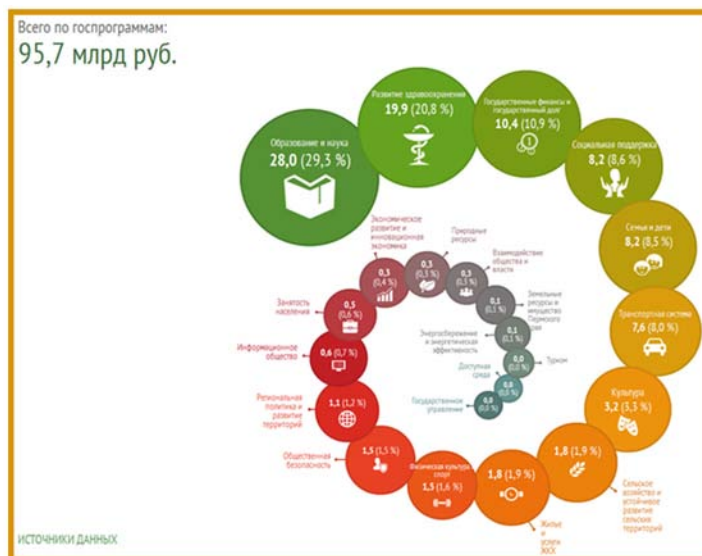 Всего по госпрограммам:
95,7 млрд руб.
Образование и наука
28,0 (29,3 %)
Развитие здравоохранения
19,9 (20,8 %)
Государственные финансы и
государственный долг
10,4 (10,9 %)
Социальная поддержка
8,2 (8,6 %)
Семья и дети
8,2 (8,5 %)
Транспортная система
7,6 (8,0 %)
Культура
3,2 (3,3 %)
1,8 (1,9 %)
Сельское
хозяйство и
устойчивое
развитие
сельских
территорий
1,8 (1,9 %)
Жилье
и
услуги
ЖКХ
Физическая культура
спорт
1,5 (1,6 %)
1,5 (1,5 %)
Общественная
безопасность
1,1 (1,2 %)
Региональная
политика и
развитие
территорий
0,6 (0,7 %)
Информационное
общество
0,5
(0,6 %)
Занятость
населения
0,3
(0,4 %)
Экономическое
развитие и
инновационная
экономика
0,3
(0,3 %)
Природные
ресурсы
0,3
(0,3 %)
Взаимодействие
общества и
власти
0,1
(0,1 %)
Земельные
ресурсы и
имущество
Пермского
края
0,1
(0,1 %)
Энергосбережение
и энергетическая
эффективность
0,0
(0,0 %)
Туризм
0,0
(0,0 %)
Доступная
среда
0,0
(0,0 %)
Государственное
управление
ИСТОЧНИКИ ДАННЫХ